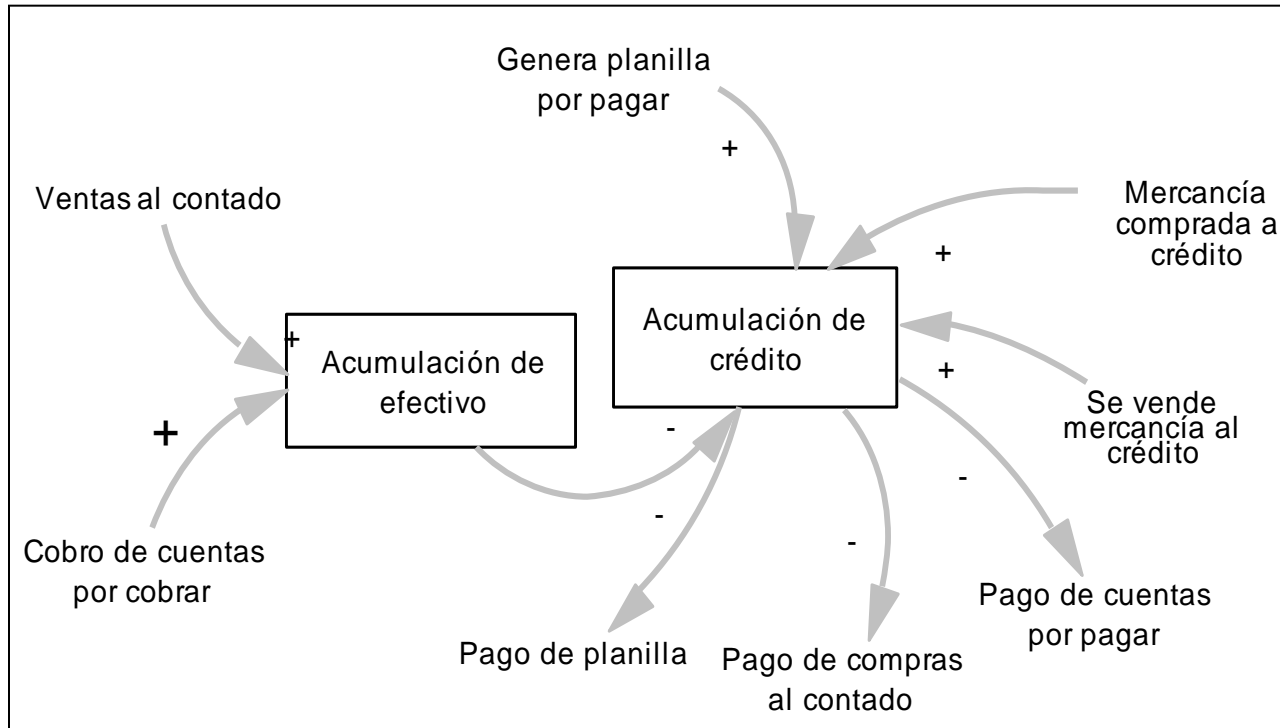 Genera planilla
por pagar
+
Ventas al contado
Mercancía
comprada a
crédito
+
Acumulación de
crédito
+
Acumulación de
efectivo
+
Se vende
mercancía al
crédito
+
-
-
-
-
Cobro de cuentas
por cobrar
Pago de cuentas
por pagar
Pago de planilla
Pago de compras
al contado